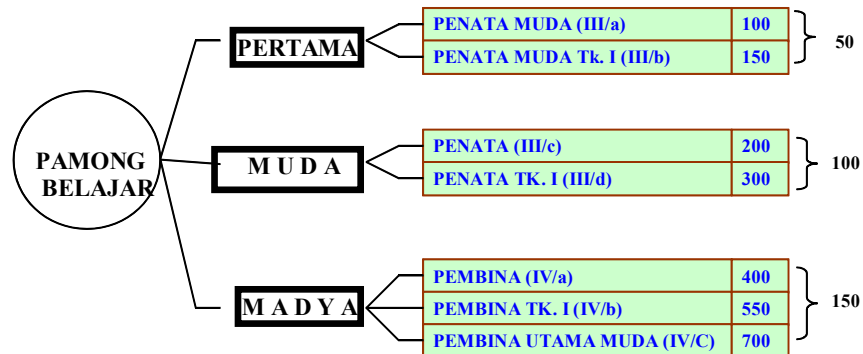 PAMONG
BELAJAR
PERTAMA
PENATA MUDA (III/a) 100
PENATA MUDA Tk. I (III/b) 150
50
M U D A
PENATA (III/c) 200
PENATA TK. I (III/d) 300
100
M A D Y A
PEMBINA (IV/a) 400
PEMBINA TK. I (IV/b) 550
PEMBINA UTAMA MUDA (IV/C) 700
150